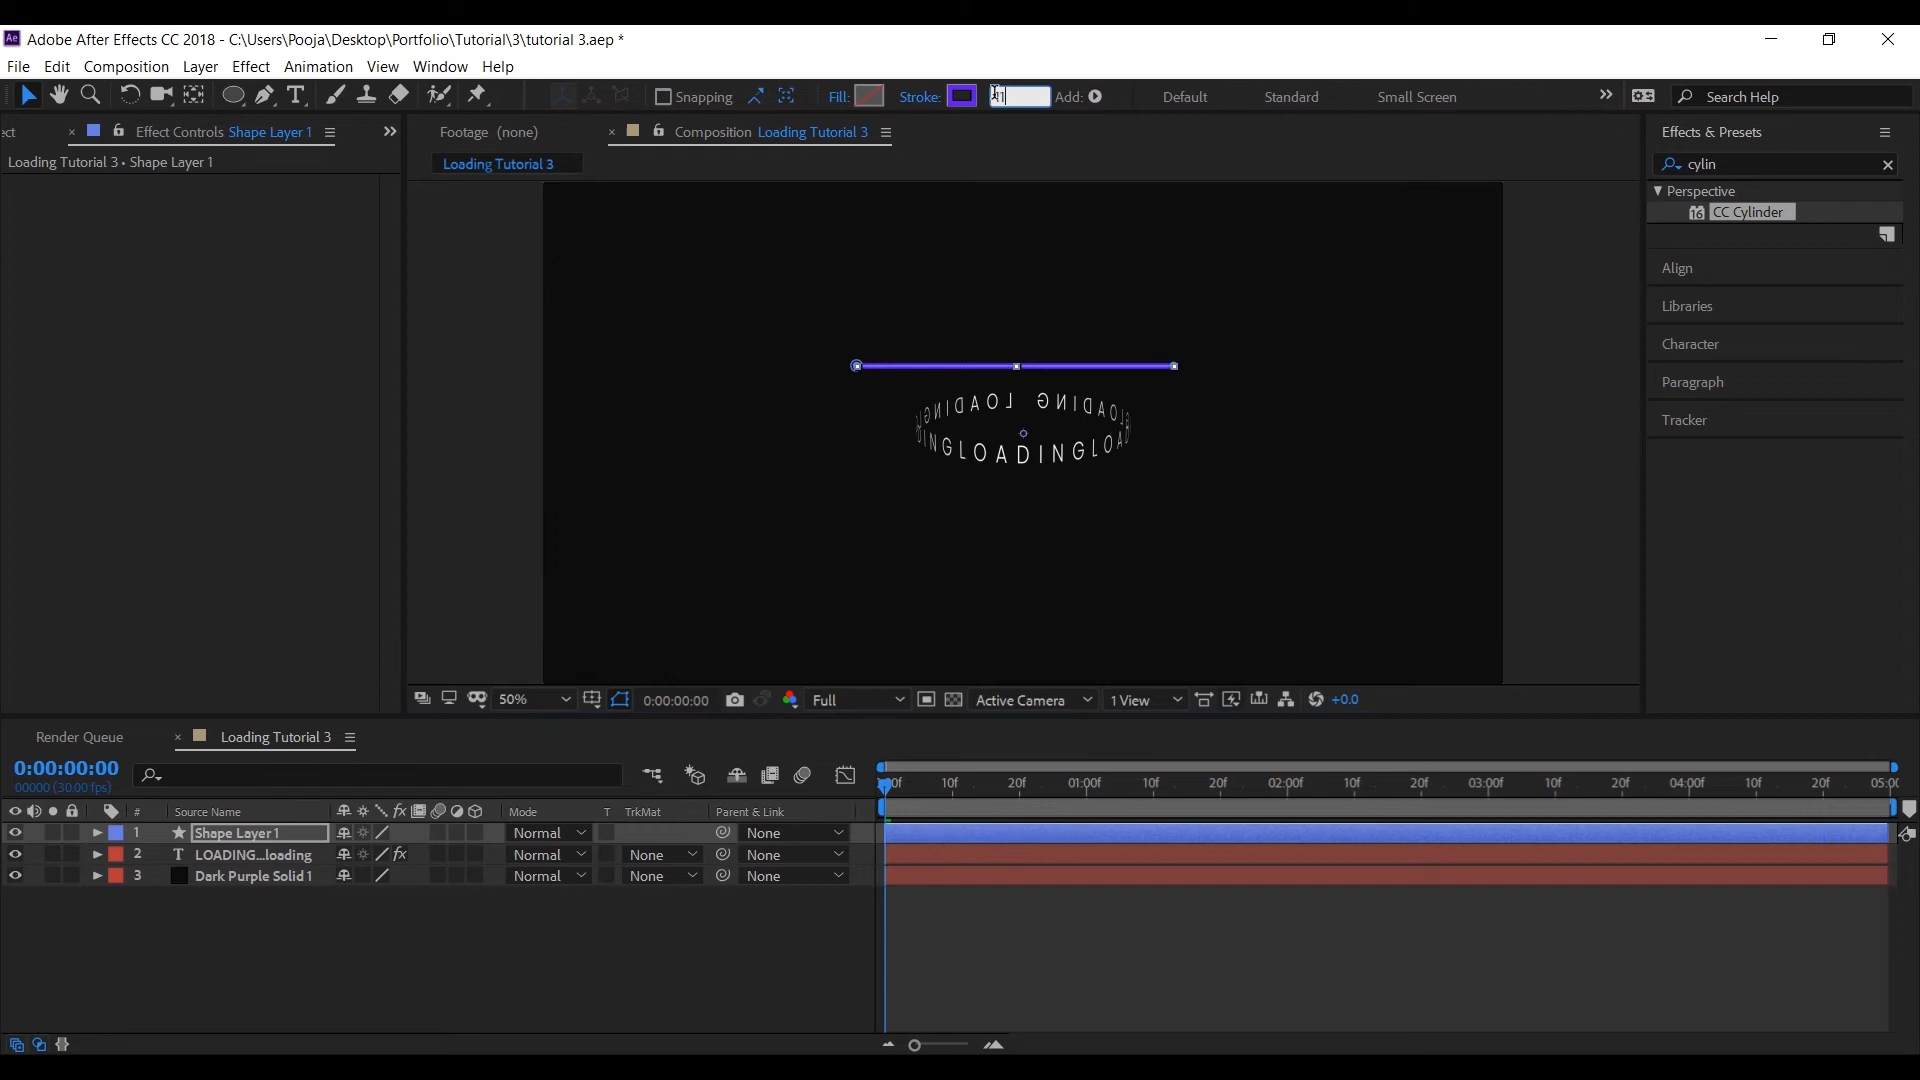 Adobe After Effects CC 2018 - C:\Users\Pooja\Desktop\Portfolio\Tutorial\3\tutorial 3.aep *
File Edit Composition Layer Effect Animation View Window Help
Snapping Fill: Stroke: Add: Default Standard Small Screen Search Help
ect Effect Controls Shape Layer 1 Footage (none) Composition Loading Tutorial 3 Effects & Presets
Loading Tutorial 3 • Shape Layer 1 Loading Tutorial 3 cylin
Perspective
CC Cylinder
Align
Libraries
Character
Paragraph
Tracker
LOADING LOADING
INGLOADINGLOA
50% 0:00:00:00 Full Active Camera 1 View +0.0
Render Queue Loading Tutorial 3
0:00:00:00
00000 (30.00 fps)
:00f 10f 20f 01:00f 10f 20f 02:00f 10f 20f 03:00f 10f 20f 04:00f 10f 20f 05:00
# Source Name Mode T TrkMat Parent & Link
1 Shape Layer 1 Normal None
2 T LOADING...loading fx Normal None None
3 Dark Purple Solid 1 Normal None None